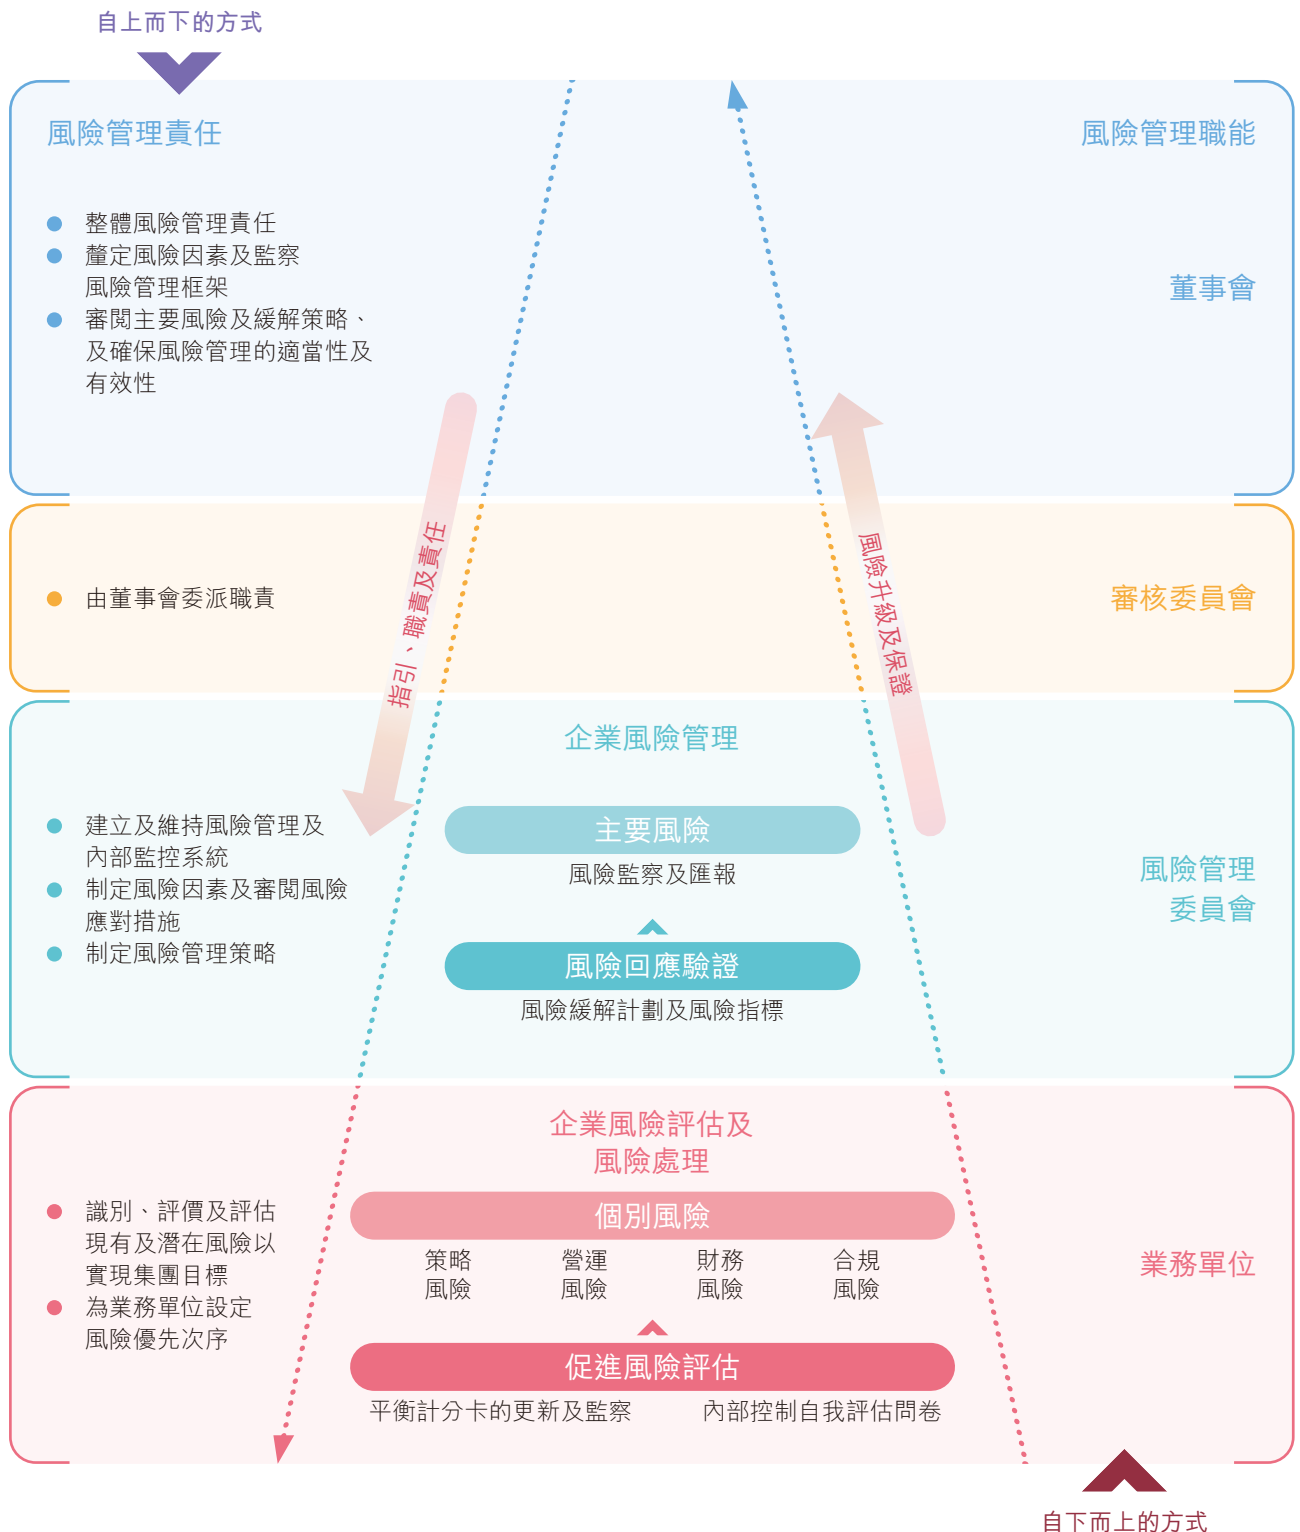 自上而下的方式
風險管理責任
風險管理職能
整體風險管理責任
釐定風險因素及監察
風險管理框架
審閱主要風險及緩解策略、
及確保風險管理的適當性及
有效性
董事會
指引、職責及責任
風險升級及保證
由董事會委派職責
審核委員會
企業風險管理
建立及維持風險管理及
內部監控系統
制定風險因素及審閱風險
應對措施
制定風險管理策略
主要風險
風險監察及匯報
風險回應驗證
風險緩解計劃及風險指標
風險管理
委員會
企業風險評估及
風險處理
識別、評價及評估
現有及潛在風險以
實現集團目標
為業務單位設定
風險優先次序
個別風險
策略
風險
營運
風險
財務
風險
合規
風險
促進風險評估
平衡計分卡的更新及監察
內部控制自我評估問卷
業務單位
自下而上的方式